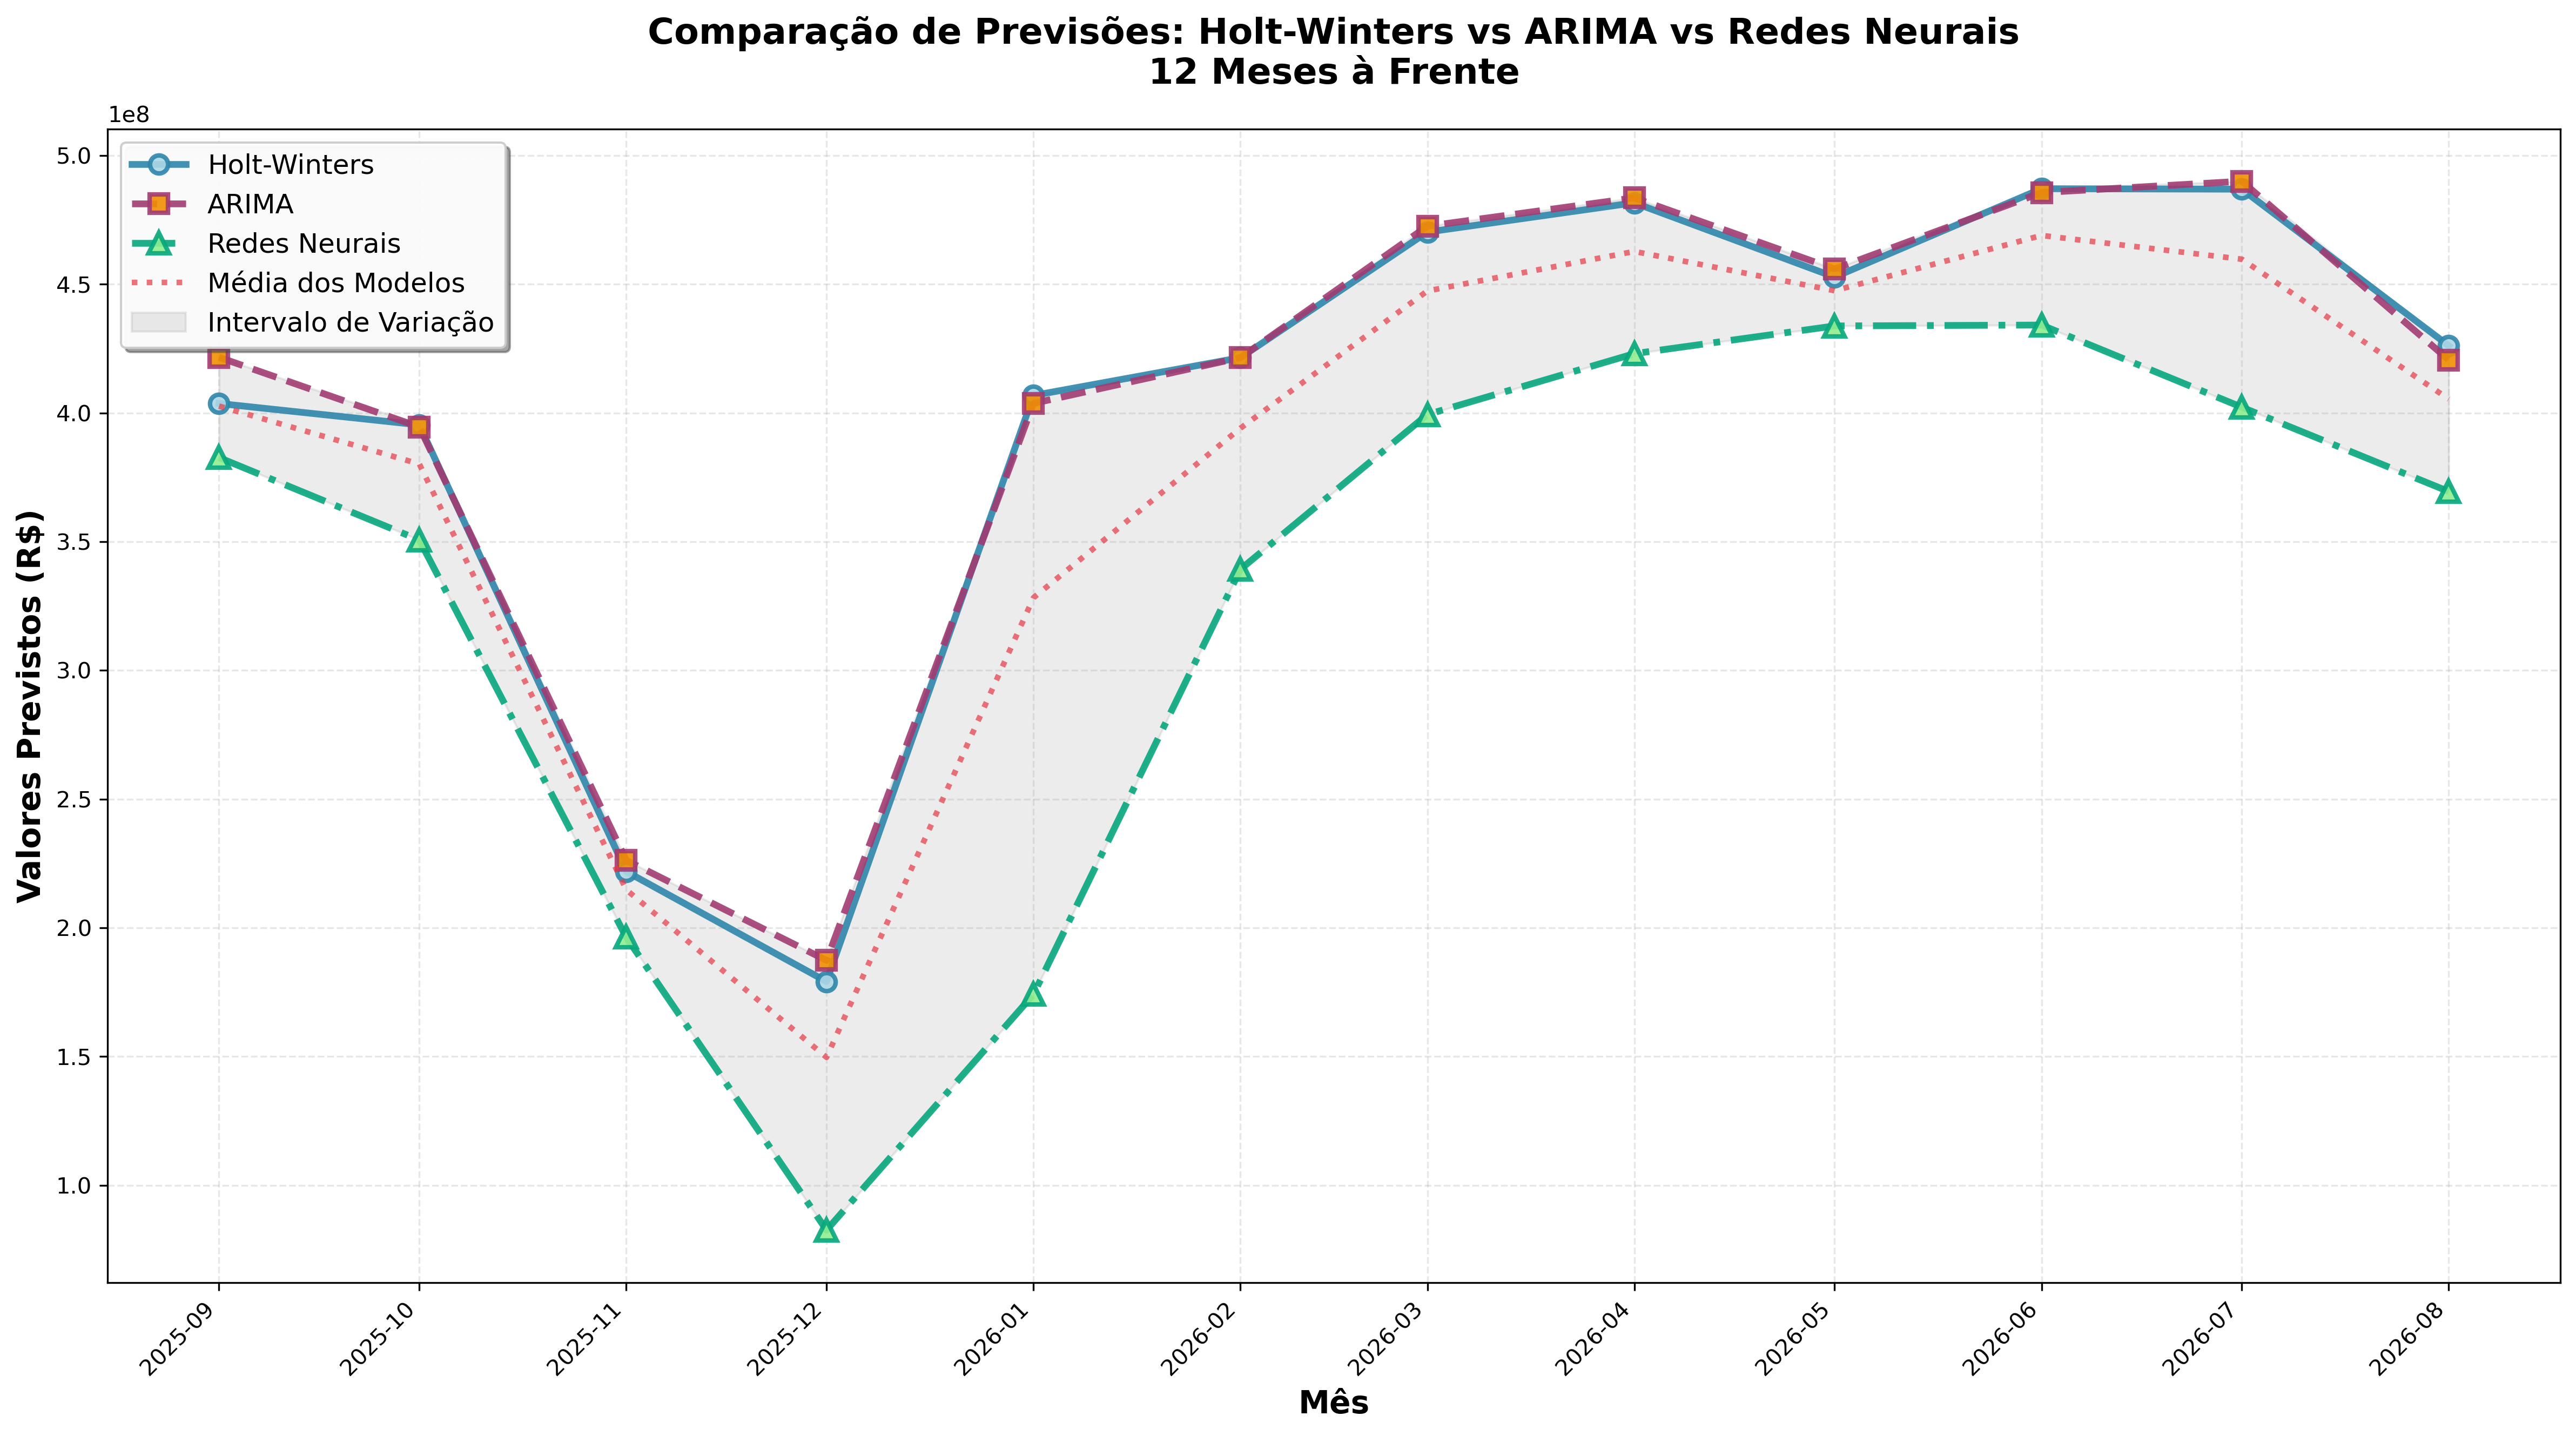 Comparação de Previsões: Holt-Winters vs ARIMA vs Redes Neurais
12 Meses à Frente
1e8
Holt-Winters
ARIMA
Redes Neurais
Média dos Modelos
Intervalo de Variação
5.0
4.5
4.0
3.5
3.0
2.5
2.0
1.5
1.0
Valores Previstos (R$)
2025-09
2025-10
2025-11
2025-12
2026-01
2026-02
2026-03
2026-04
2026-05
2026-06
2026-07
2026-08
Mês